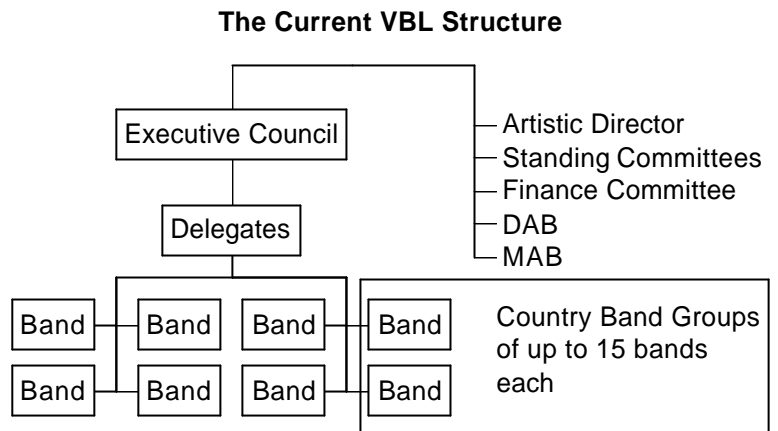 The Current VBL Structure
Executive Council
Artistic Director
Standing Committees
Finance Committee
DAB
MAB
Delegates
Band Band Band Band
Band Band Band Band
Country Band Groups
of up to 15 bands
each